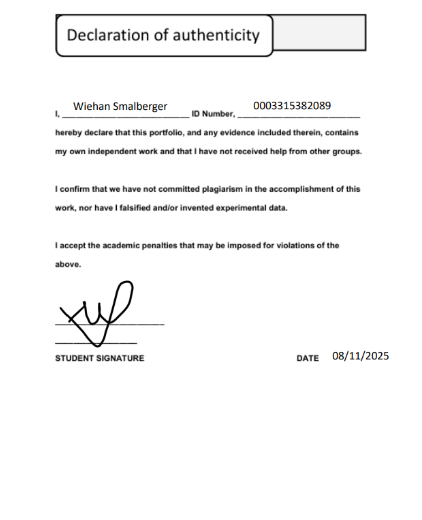 Declaration of authenticity
I, Wiehan Smalberger ID Number, 0003315382089
hereby declare that this portfolio, and any evidence included therein, contains
my own independent work and that I have not received help from other groups.
I confirm that we have not committed plagiarism in the accomplishment of this
work, nor have I falsified and/or invented experimental data.
I accept the academic penalties that may be imposed for violations of the
above.
STUDENT SIGNATURE DATE 08/11/2025